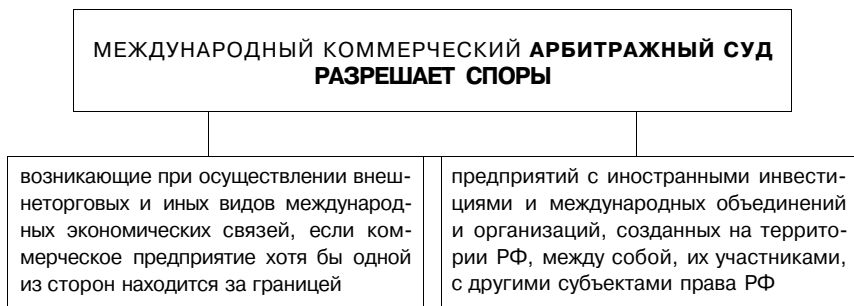 МЕЖДУНАРОДНЫЙ КОММЕРЧЕСКИЙ АРБИТРАЖНЫЙ СУД
РАЗРЕШАЕТ СПОРЫ
возникающие при осуществлении внеш-
неторговых и иных видов международ-
ных экономических связей, если ком-
мерческое предприятие хотя бы одной
из сторон находится за границей
предприятий с иностранными инвести-
циями и международных объединений
и организаций, созданных на террито-
рии РФ, между собой, их участниками,
с другими субъектами права РФ